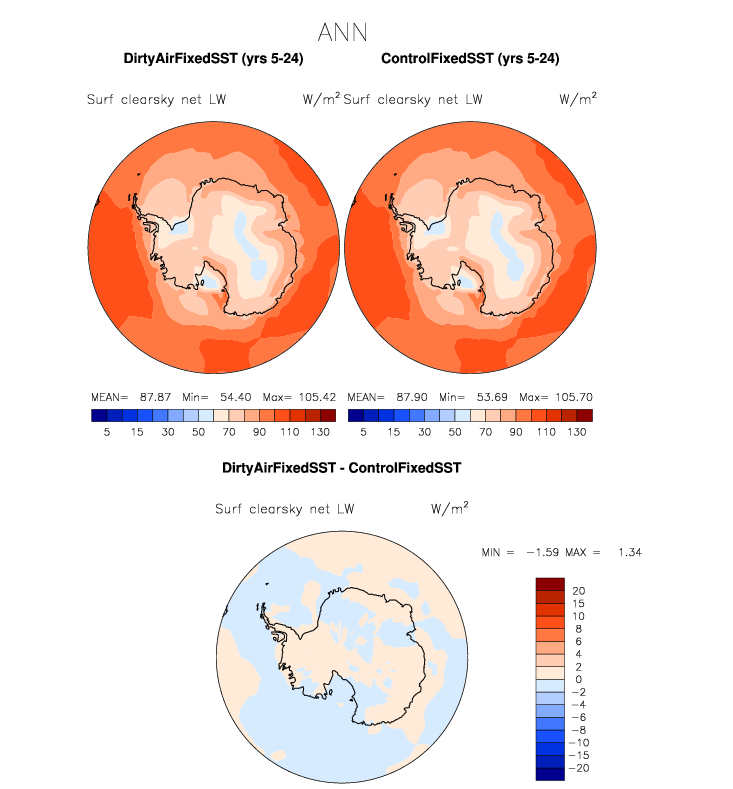 ANN
DirtyAirFixedSST (yrs 5-24) ControlFixedSST (yrs 5-24)
Surf clearsky net LW W/m² Surf clearsky net LW W/m²
MEAN= 87.87 Min= 54.40 Max= 105.42 MEAN= 87.90 Min= 53.69 Max= 105.70
5 15 30 50 70 90 110 130 5 15 30 50 70 90 110 130
DirtyAirFixedSST - ControlFixedSST
Surf clearsky net LW W/m²
MIN = −1.59 MAX = 1.34
20
15
10
8
6
4
2
0
−2
−4
−6
−8
−10
−15
−20